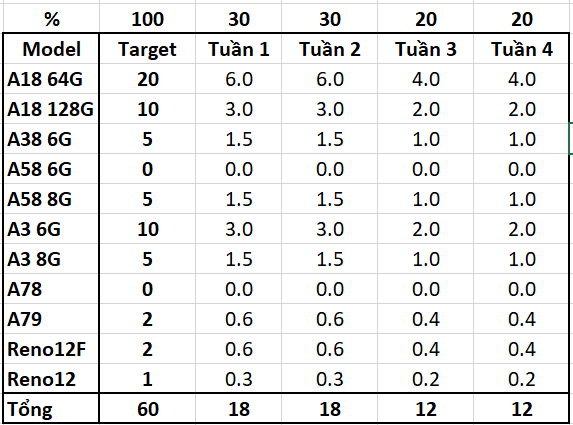 % 100 30 30 20 20
Model Target Tuần 1 Tuần 2 Tuần 3 Tuần 4
A18 64G 20 6.0 6.0 4.0 4.0
A18 128G 10 3.0 3.0 2.0 2.0
A38 6G 5 1.5 1.5 1.0 1.0
A58 6G 0 0.0 0.0 0.0 0.0
A58 8G 5 1.5 1.5 1.0 1.0
A3 6G 10 3.0 3.0 2.0 2.0
A3 8G 5 1.5 1.5 1.0 1.0
A78 0 0.0 0.0 0.0 0.0
A79 2 0.6 0.6 0.4 0.4
Reno12F 2 0.6 0.6 0.4 0.4
Reno12 1 0.3 0.3 0.2 0.2
Tổng 60 18 18 12 12